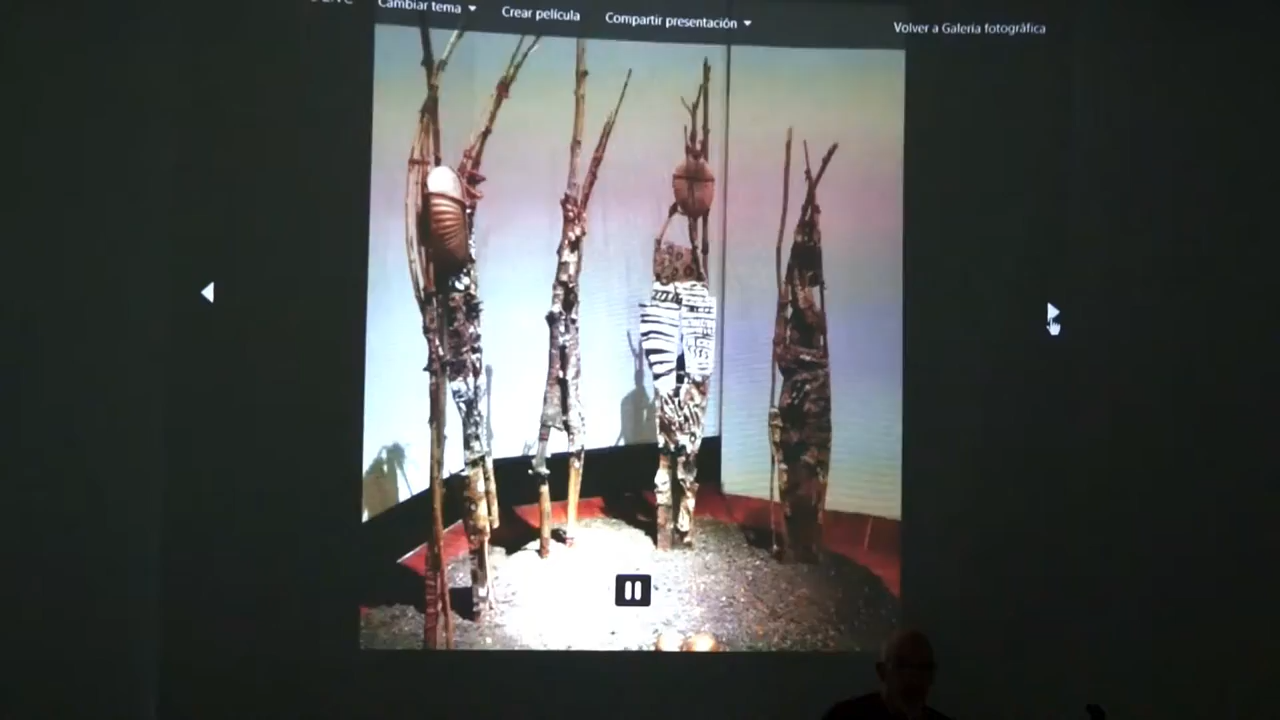 Cambiar tema
Crear película
Compartir presentación
Volver a Galería fotográfica